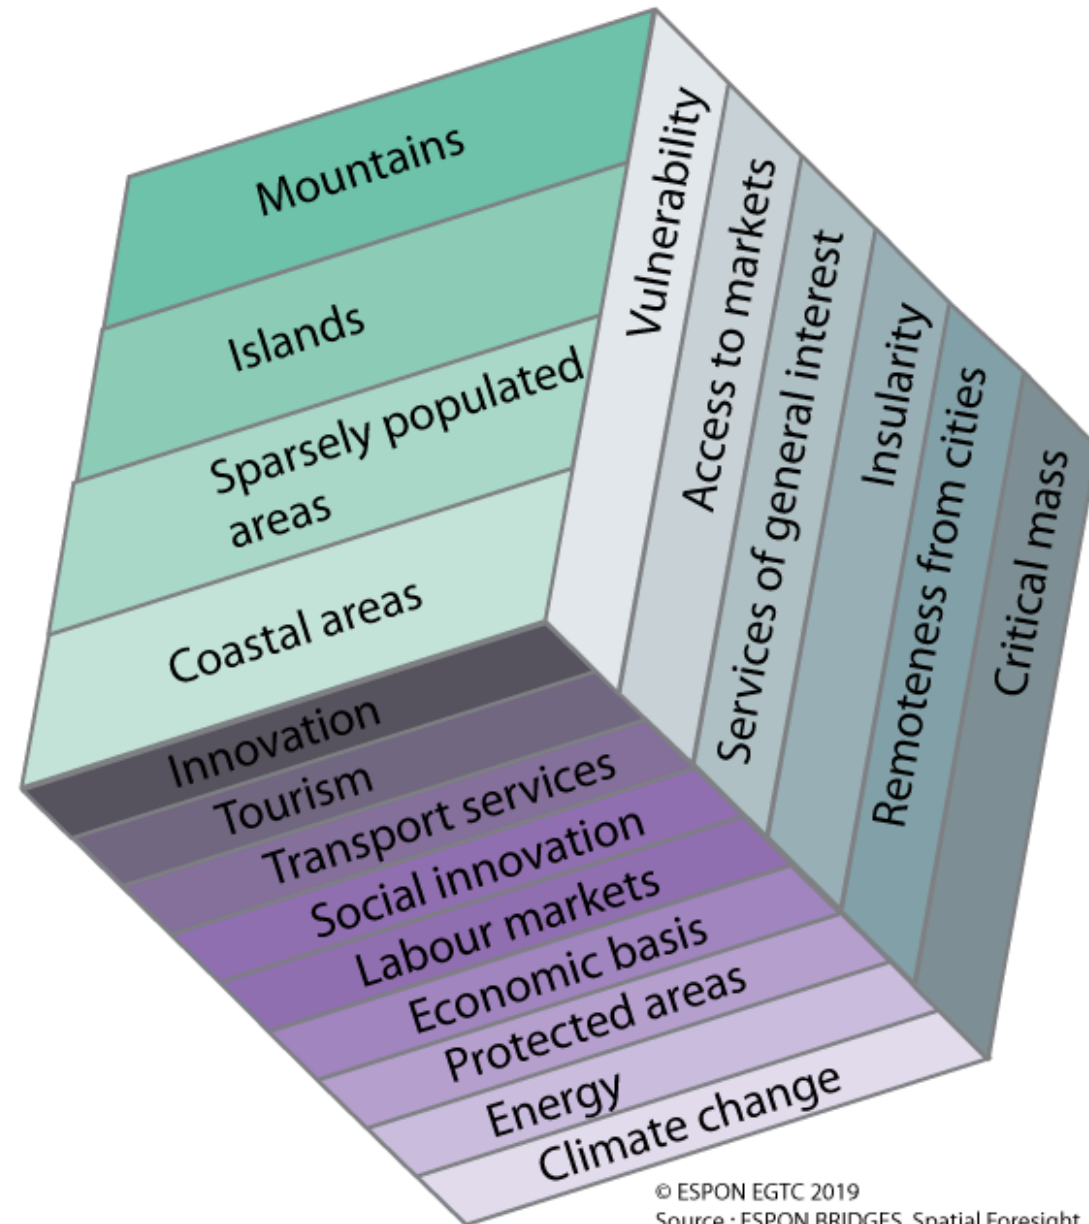 Mountains
Islands
Sparsely populated
areas
Coastal areas
Vulnerability
Access to markets
Services of general interest
Insularity
Remoteness from cities
Critical mass
Innovation
Tourism
Transport services
Social innovation
Labour markets
Economic basis
Protected areas
Energy
Climate change
© ESPON EGTC 2019
Source : ESPON BRIDGES, Spatial Foresight